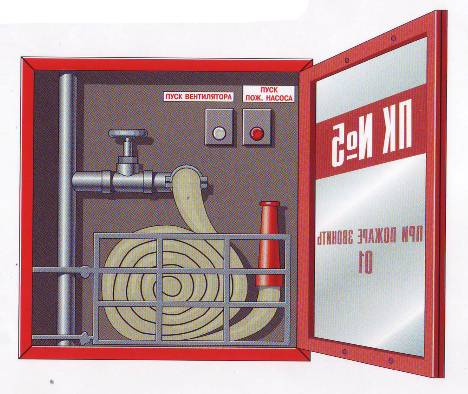 ПУСК ВЕНТИЛЯТОРА
ПУСК
ПОЖ. НАСОСА
ПК №5
ПРИ ПОЖАРЕ ЗВОНИТЬ
01